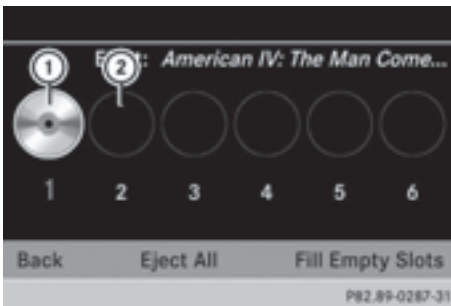 1 2
: American IV: The Man Come...
1 2 3 4 5 6
Back Eject All Fill Empty Slots
P82.89-0287-31